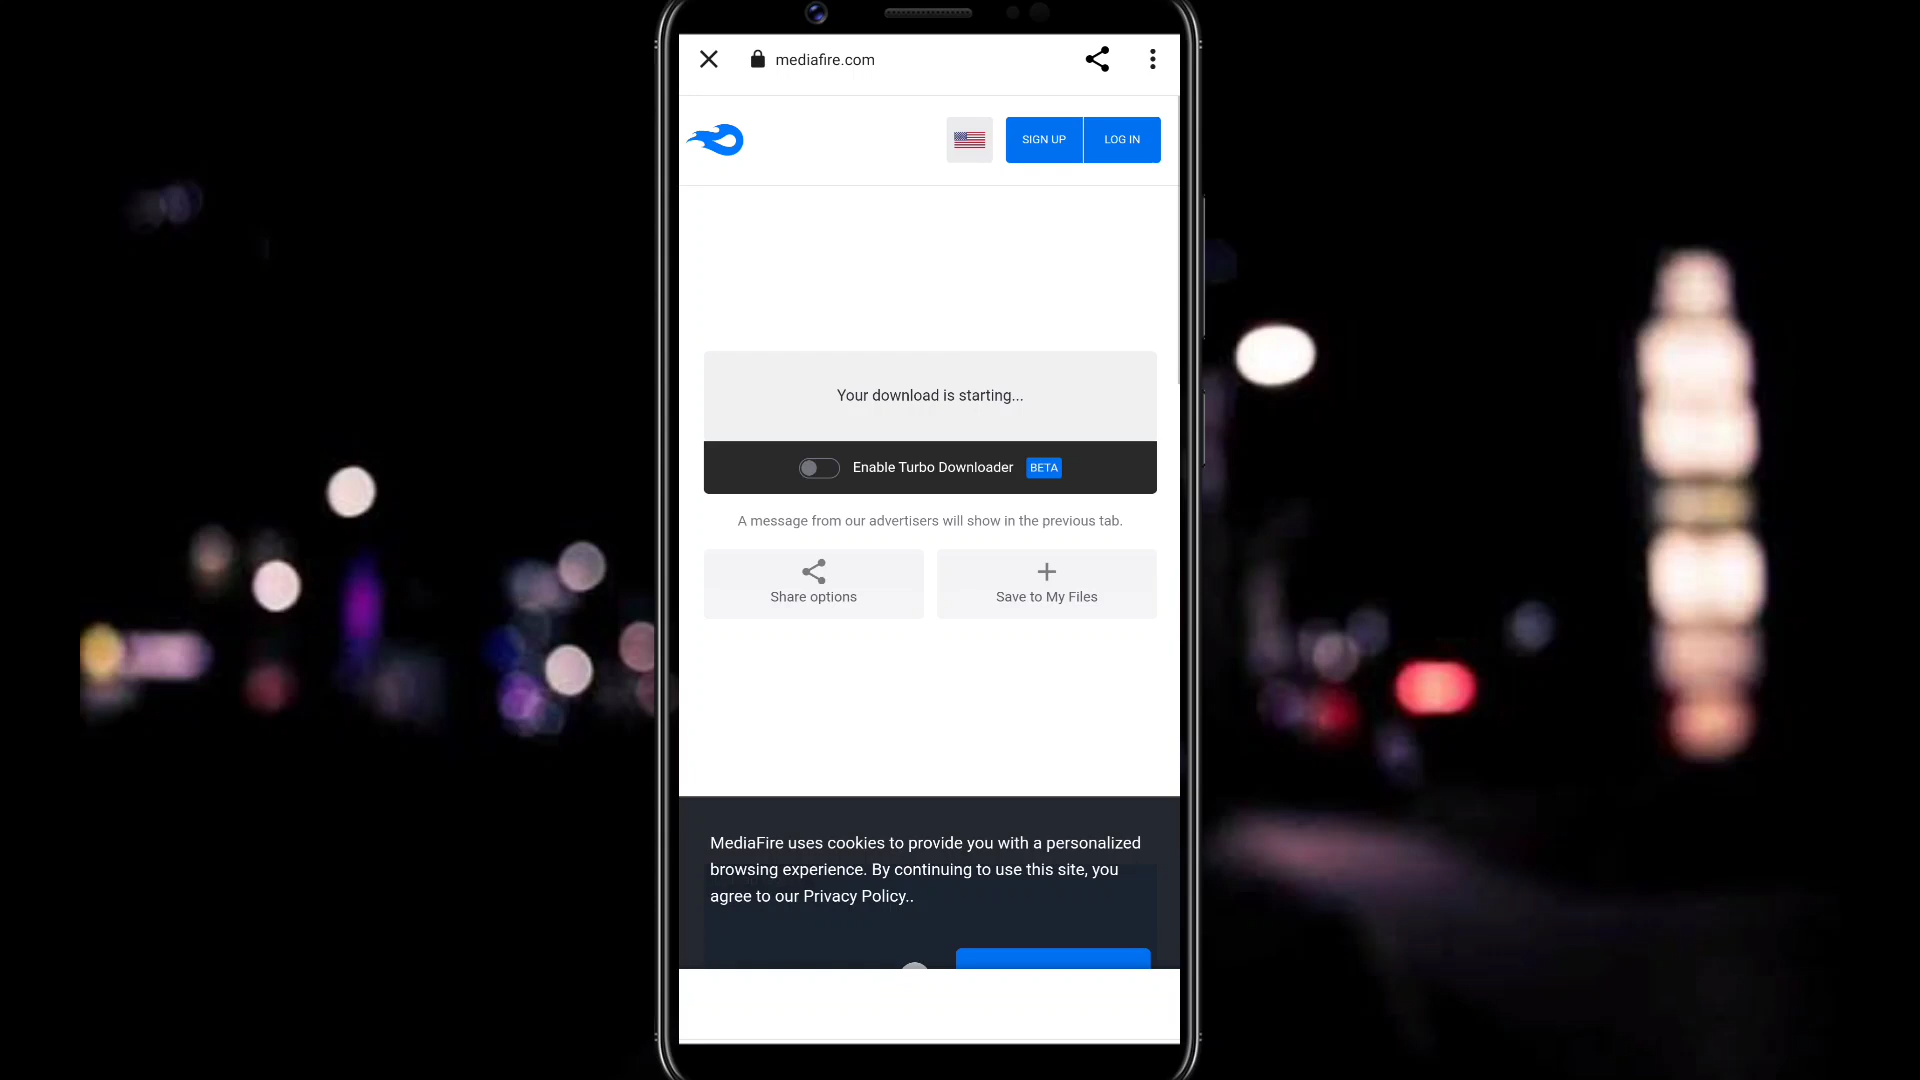 mediafire.com
SIGN UP
LOG IN
Your download is starting...
Enable Turbo Downloader BETA
A message from our advertisers will show in the previous tab.
Share options
Save to My Files
MediaFire uses cookies to provide you with a personalized
browsing experience. By continuing to use this site, you
agree to our Privacy Policy..